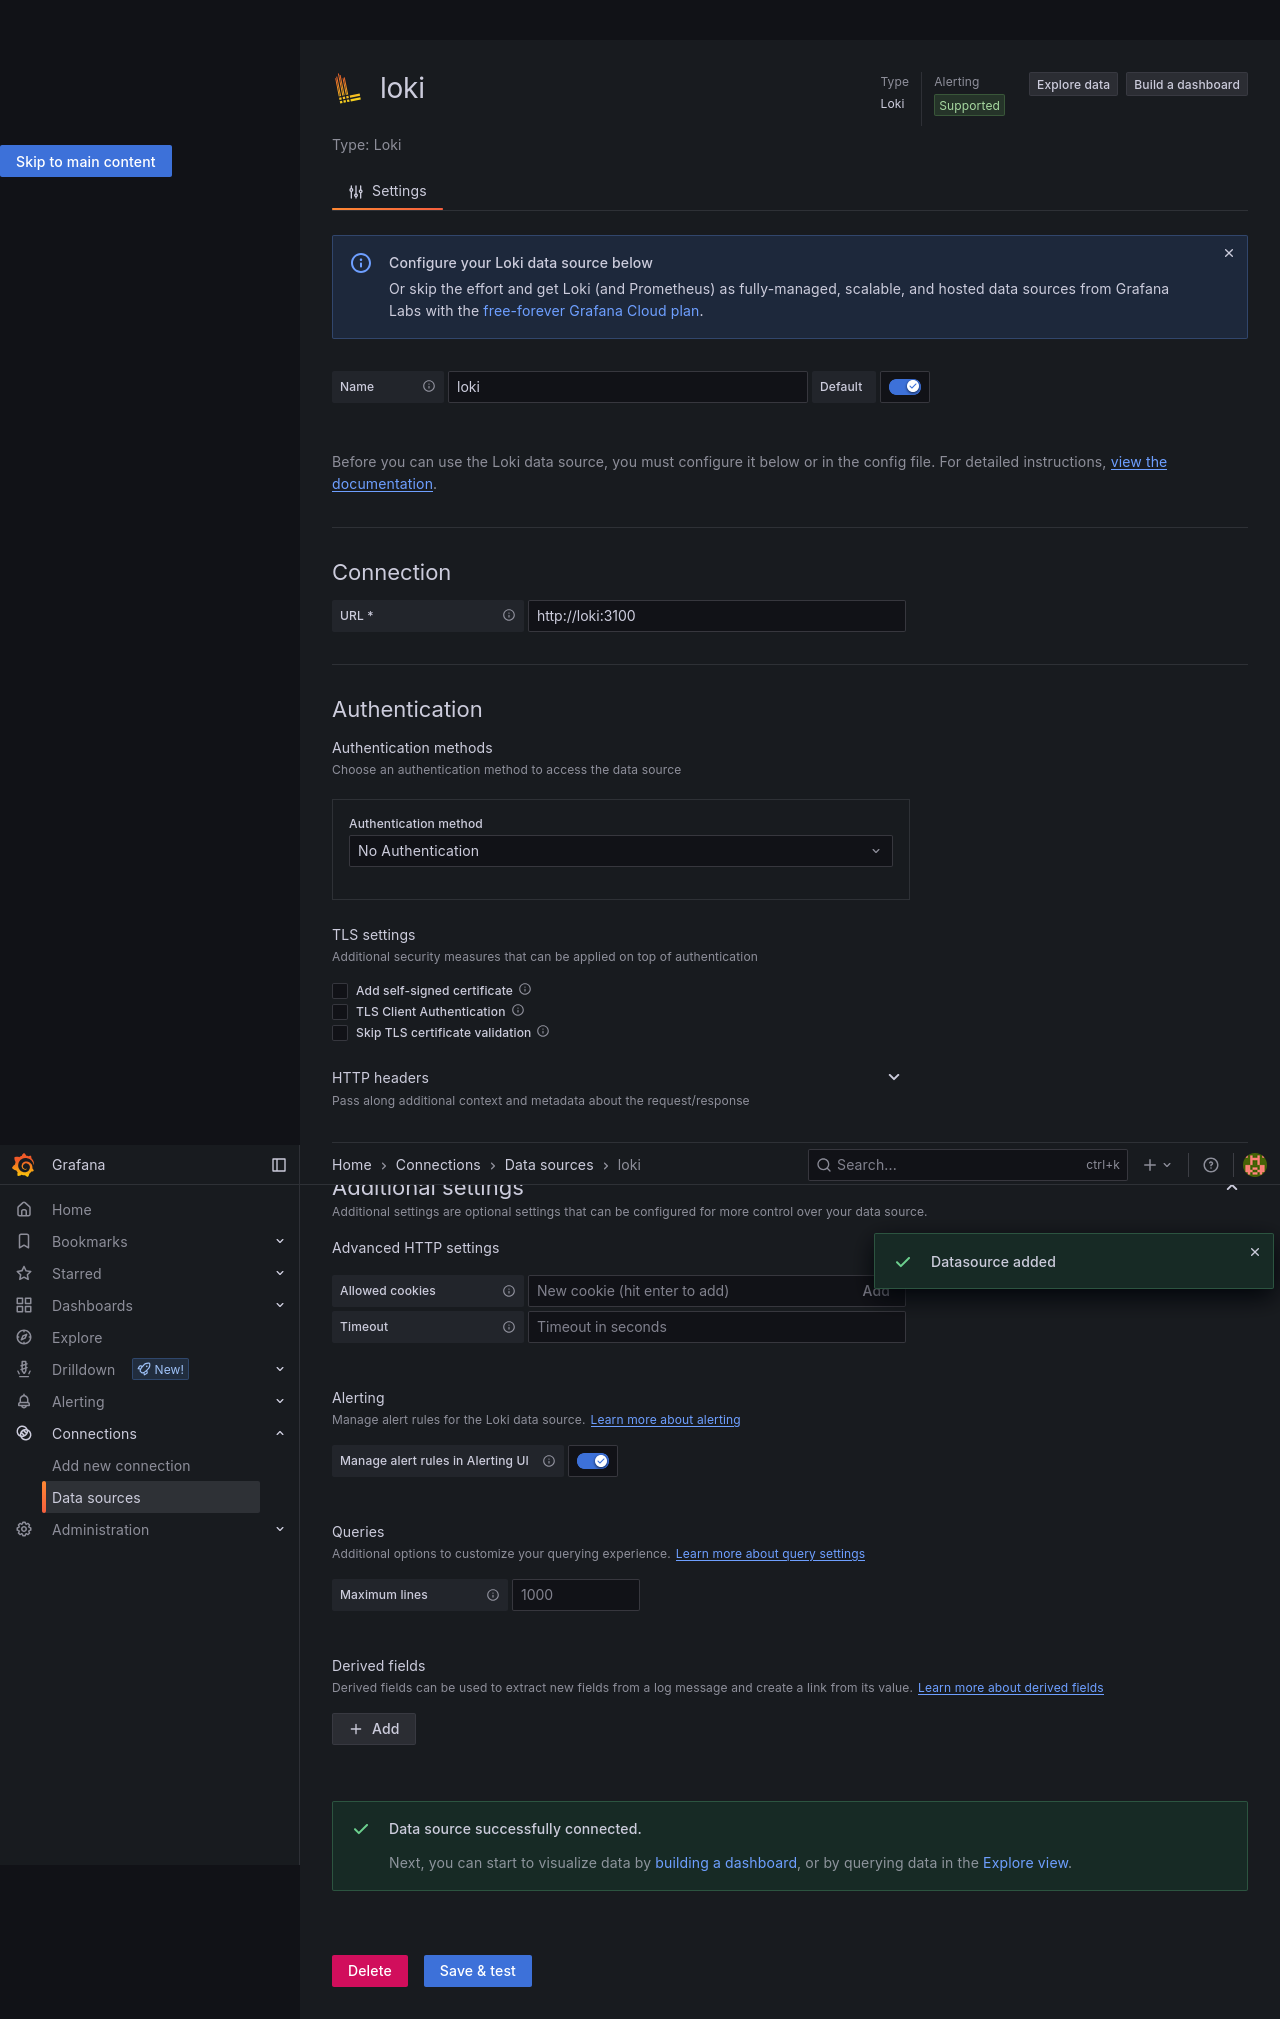 loki
Type
Loki
Alerting
Supported
Explore data
Build a dashboard
Type: Loki
Skip to main content
Settings
Configure your Loki data source below
Or skip the effort and get Loki (and Prometheus) as fully-managed, scalable, and hosted data sources from Grafana
Labs with the free-forever Grafana Cloud plan.
Name
loki
Default
Before you can use the Loki data source, you must configure it below or in the config file. For detailed instructions, view the
documentation.
Connection
URL *
http://loki:3100
Authentication
Authentication methods
Choose an authentication method to access the data source
Authentication method
No Authentication
TLS settings
Additional security measures that can be applied on top of authentication
Add self-signed certificate
TLS Client Authentication
Skip TLS certificate validation
HTTP headers
Pass along additional context and metadata about the request/response
Grafana
Home
Connections
Data sources
loki
Search...
ctrl+k
Home
Bookmarks
Starred
Dashboards
Explore
Drilldown
New!
Alerting
Connections
Add new connection
Data sources
Administration
Additional settings
Additional settings are optional settings that can be configured for more control over your data source.
Advanced HTTP settings
Datasource added
Allowed cookies
New cookie (hit enter to add)
Add
Timeout
Timeout in seconds
Alerting
Manage alert rules for the Loki data source. Learn more about alerting
Manage alert rules in Alerting UI
Queries
Additional options to customize your querying experience. Learn more about query settings
Maximum lines
1000
Derived fields
Derived fields can be used to extract new fields from a log message and create a link from its value. Learn more about derived fields
Add
Data source successfully connected.
Next, you can start to visualize data by building a dashboard, or by querying data in the Explore view.
Delete
Save & test